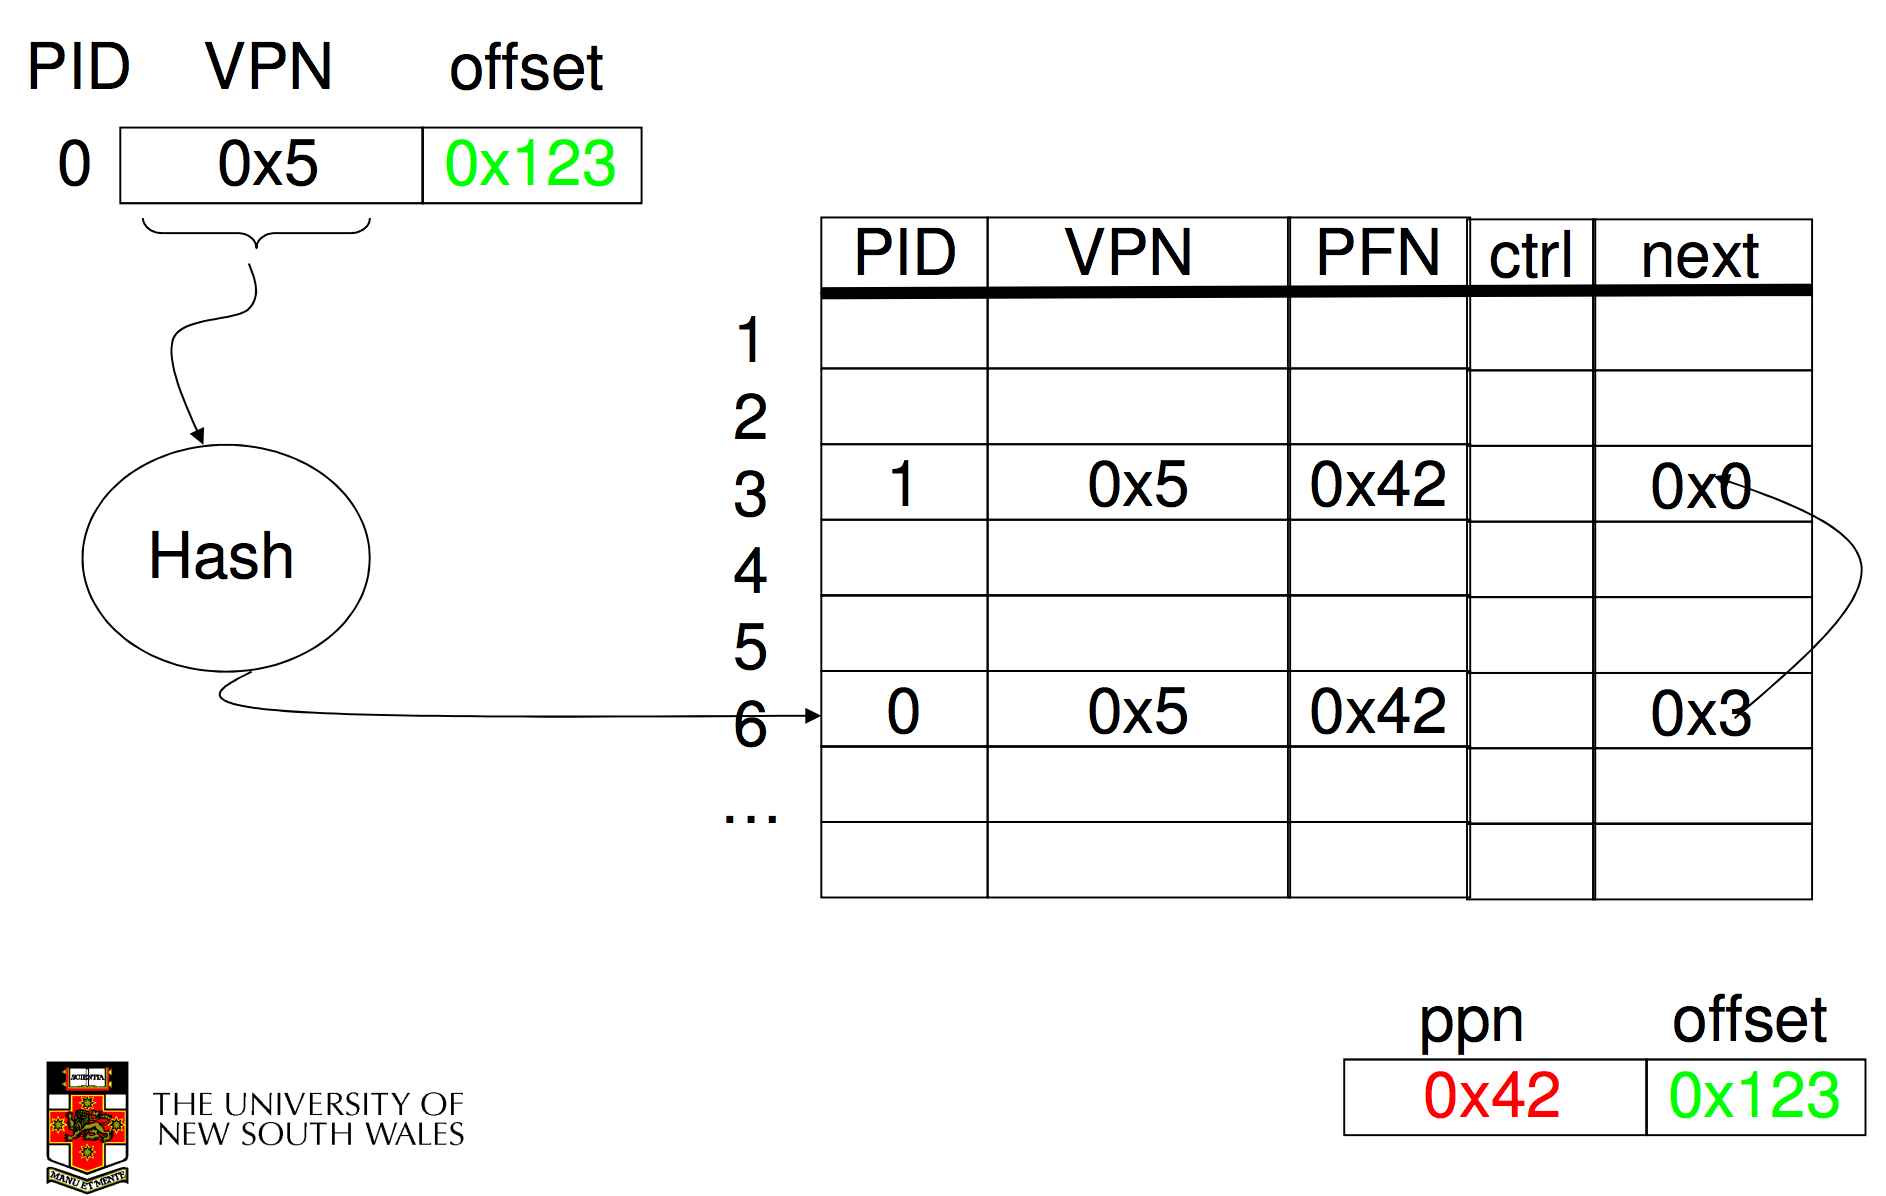 PID VPN offset
0 0x5 0x123
PID VPN PFN ctrl next
1
2
3 1 0x5 0x42 0x0
4
Hash
5
6 0 0x5 0x42 0x3
...
ppn offset
0x42 0x123
SCIENTIA
THE UNIVERSITY OF
NEW SOUTH WALES
MANU ET MENTE